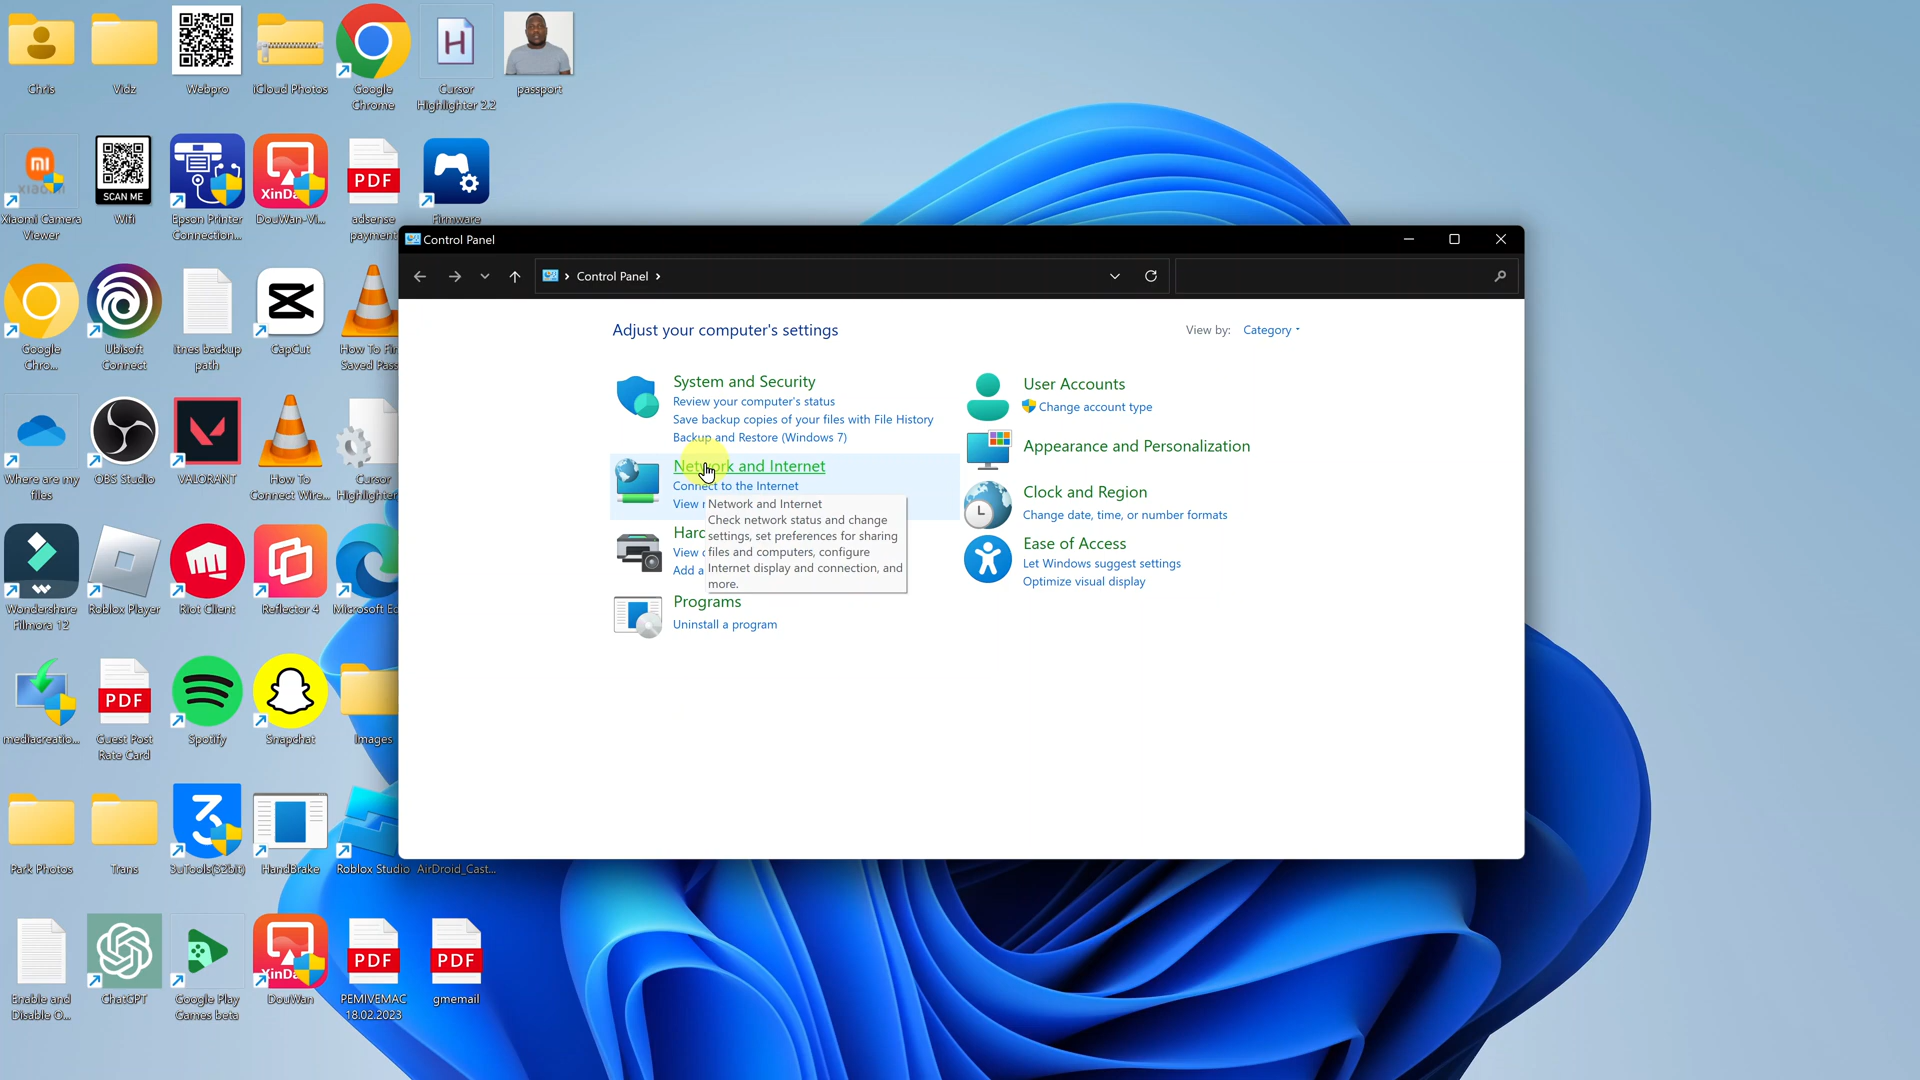 Chris
Vidz
Webpro
iCloud Photos
Google
Chrome
H
Cursor
Highlighter 2.2
passport
mi
xiaomi
Xiaomi Camera
Viewer
SCAN ME
Wifi
Epson Printer
Connection...
XinDa
DouWan-Vi...
PDF
adsense
payment
Firmware
Google
Chro...
Ubisoft
Connect
itnes backup
path
CapCut
How To Fin
Saved Pass
Where are my
files
OBS Studio
VALORANT
How To
Connect Wire...
Cursor
Highlighter
Wondershare
Filmora 12
Roblox Player
Riot Client
Reflector 4
Microsoft Ed
mediacreatio...
PDF
Guest Post
Rate Card
Spotify
Snapchat
Images
Park Photos
Trans
3uTools(32bit)
HandBrake
Roblox Studio
AirDroid_Cast...
Enable and
Disable O...
ChatGPT
Google Play
Games beta
XinDa
DouWan
PDF
PEMIVEMAC
18.02.2023
PDF
gmemail
Control Panel
Control Panel
Adjust your computer's settings
View by: Category
System and Security
Review your computer's status
Save backup copies of your files with File History
Backup and Restore (Windows 7)
Network and Internet
Connect to the Internet
View
Network and Internet
Check network status and change
settings, set preferences for sharing
files and computers, configure
Internet display and connection, and
more.
Hard
View
Add a
Programs
Uninstall a program
User Accounts
Change account type
Appearance and Personalization
Clock and Region
Change date, time, or number formats
Ease of Access
Let Windows suggest settings
Optimize visual display